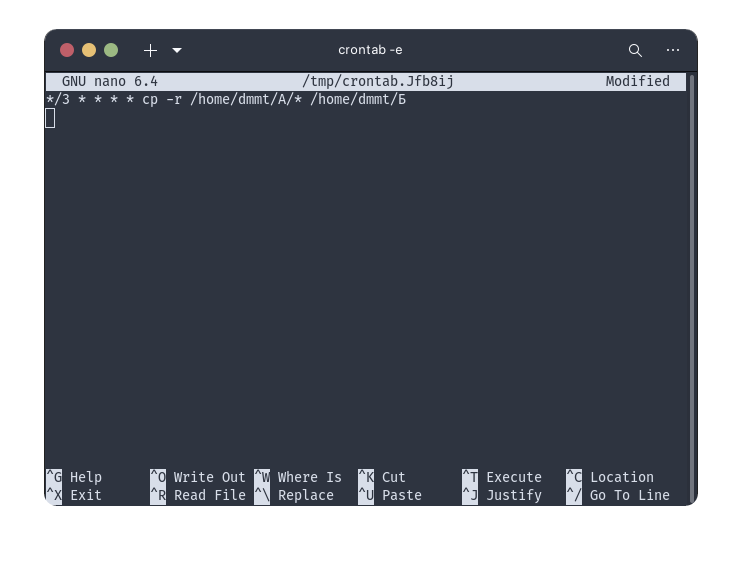 crontab -e
GNU nano 6.4 /tmp/crontab.Jfb8ij Modified
*/3 * * * * cp -r /home/dmmt/А/* /home/dmmt/Б
^G Help ^O Write Out ^W Where Is ^K Cut ^T Execute ^C Location
^X Exit ^R Read File ^\ Replace ^U Paste ^J Justify ^/ Go To Line